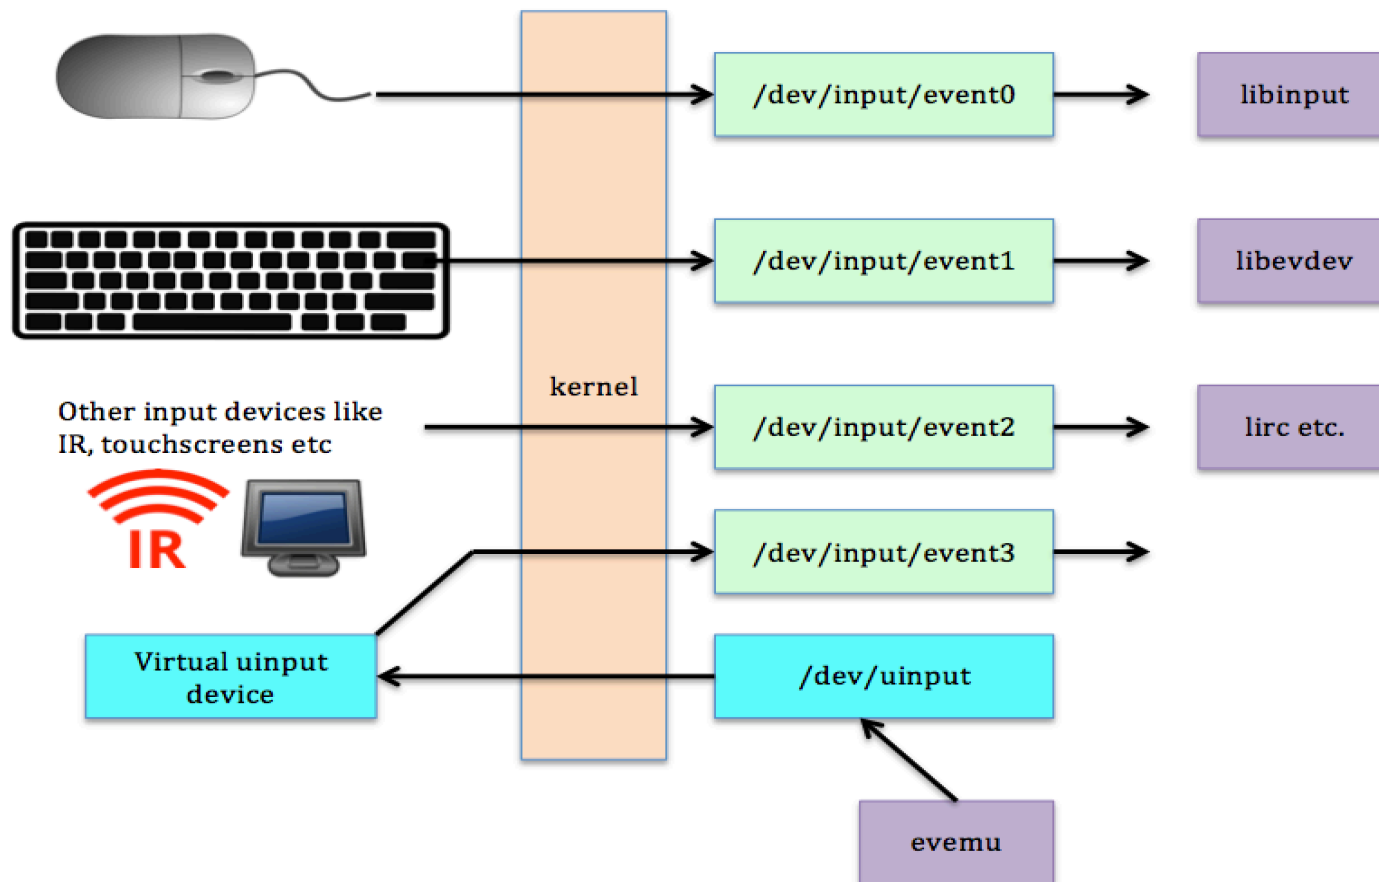 /dev/input/event0
libinput
/dev/input/event1
libevdev
kernel
Other input devices like
IR, touchscreens etc
/dev/input/event2
lirc etc.
IR
/dev/input/event3
Virtual uinput
device
/dev/uinput
evemu